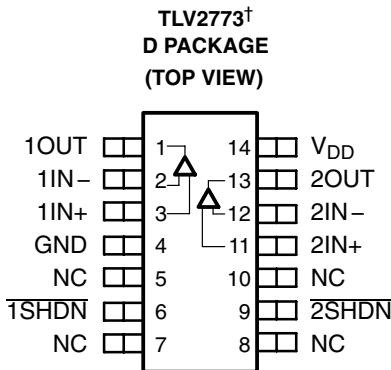 TLV2773†
D PACKAGE
(TOP VIEW)
1OUT 1 14 VDD
1IN− 2 13 2OUT
1IN+ 3 12 2IN−
GND 4 11 2IN+
NC 5 10 NC
1SHDN 6 9 2SHDN
NC 7 8 NC